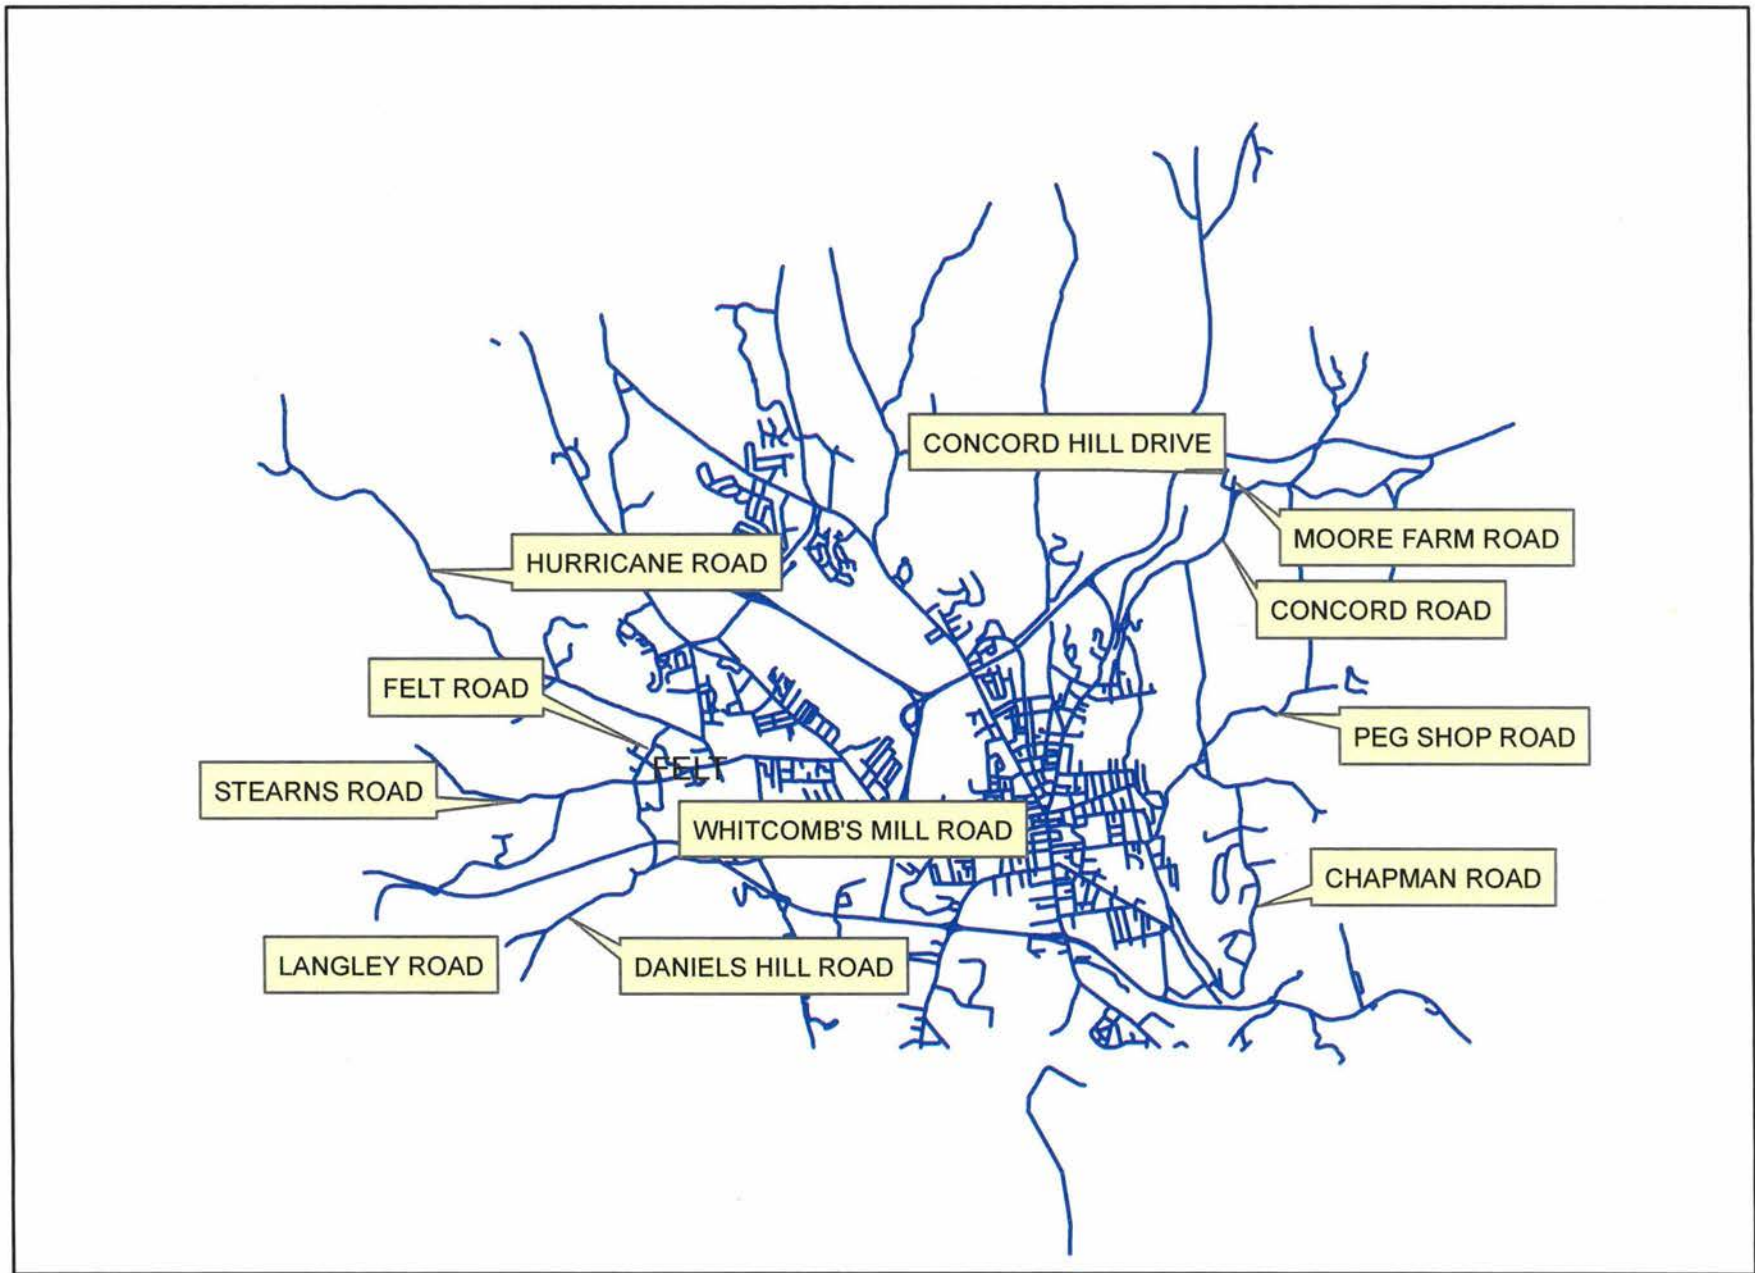 CONCORD HILL DRIVE
MOORE FARM ROAD
HURRICANE ROAD
CONCORD ROAD
FELT ROAD
PEG SHOP ROAD
FELT
STEARNS ROAD
WHITCOMB'S MILL ROAD
CHAPMAN ROAD
LANGLEY ROAD
DANIELS HILL ROAD